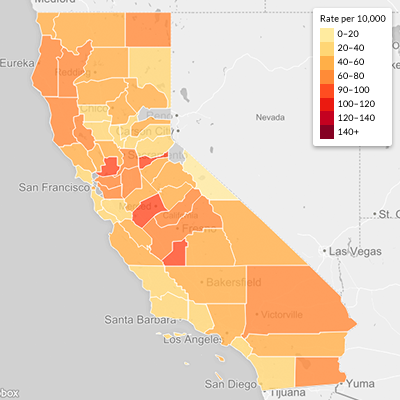 Medford
Rate per 10,000
0–20
20–40
40–60
60–80
90–100
100–120
120–140
140+
Eureka
Redding
Chico
Reno
Nevada
Carson City
Sacramento
San Francisco
Merced
Fresno
St. G
Las Vegas
Bakersfield
Victorville
Santa Barbara
Los Angeles
San Diego
Yuma
Tijuana
box